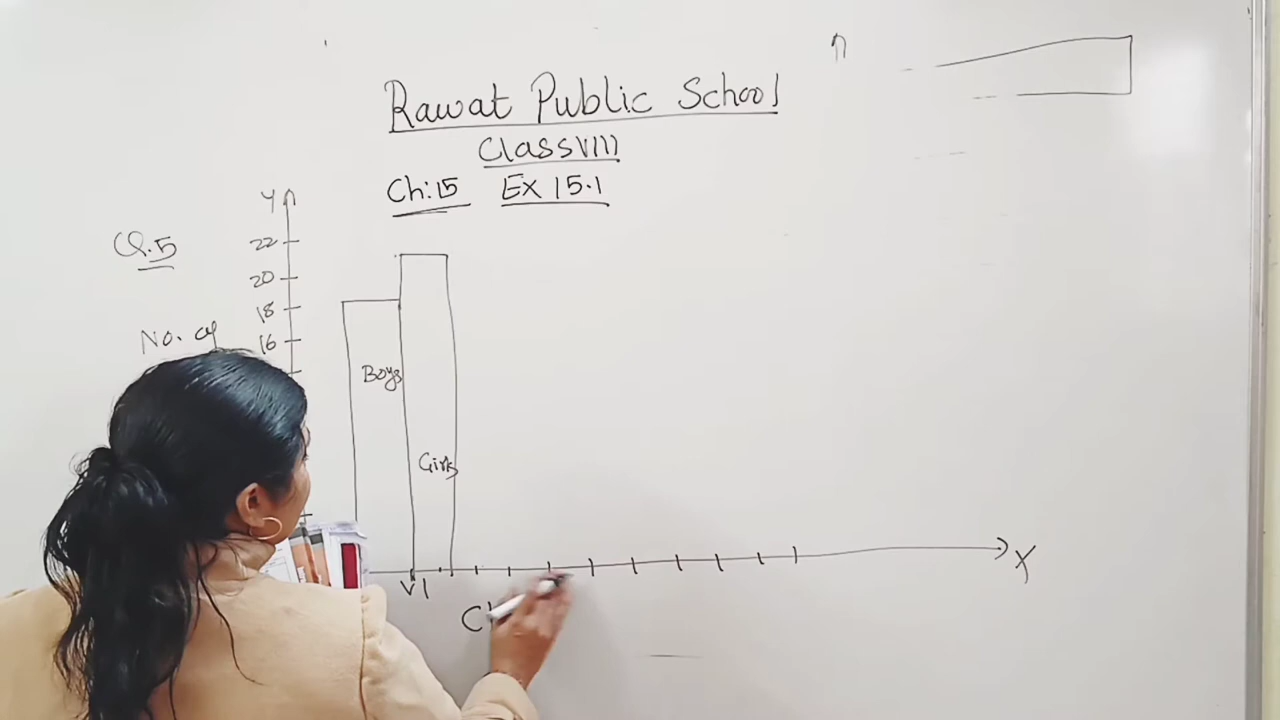 Rawat Public School
Class VIII
Ch:15 Ex 15.1
Y
Q.5
22
20
18
No. of
16
Boys
Girls
VI
X